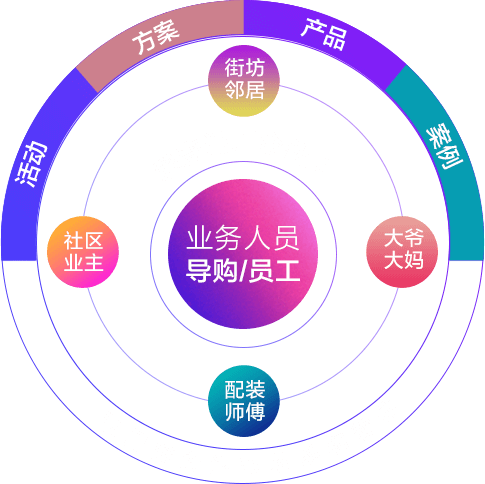 活动
方案
产品
案例
街坊
邻居
社区
业主
业务人员
导购/员工
大爷
大妈
配装
师傅